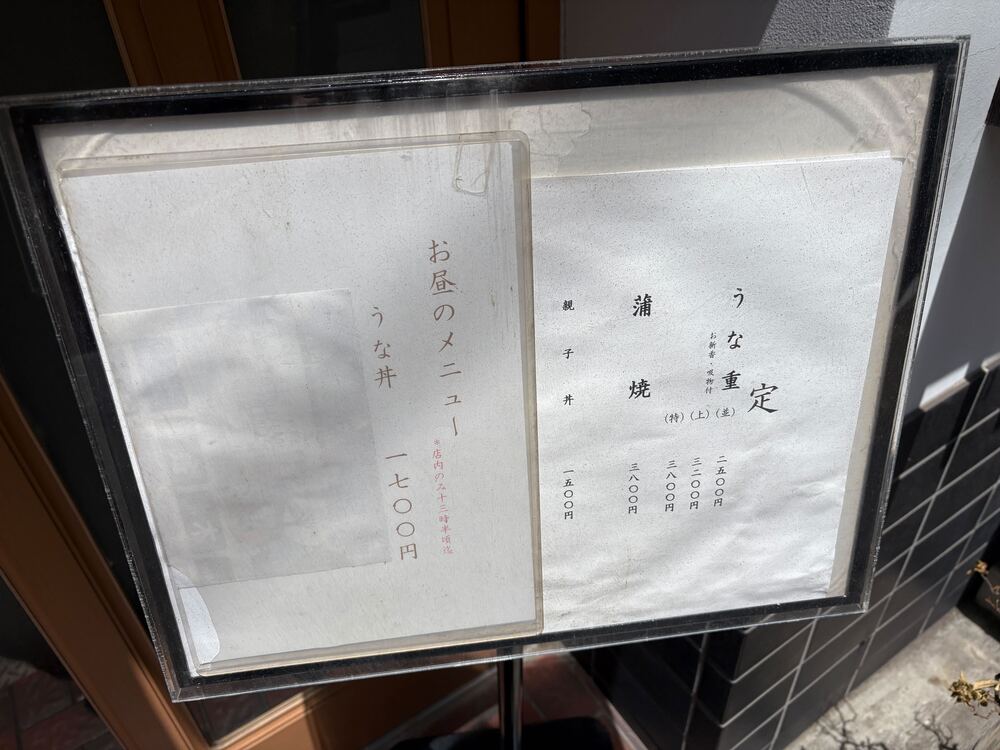 定
うな重
お新香・吸物付
(並) 二五〇〇円
(上) 三二〇〇円
(特) 三八〇〇円
蒲焼 三八〇〇円
親子丼 一五〇〇円
お昼のメニュー
*店内のみ十三時半頃迄
うな丼 一七〇〇円